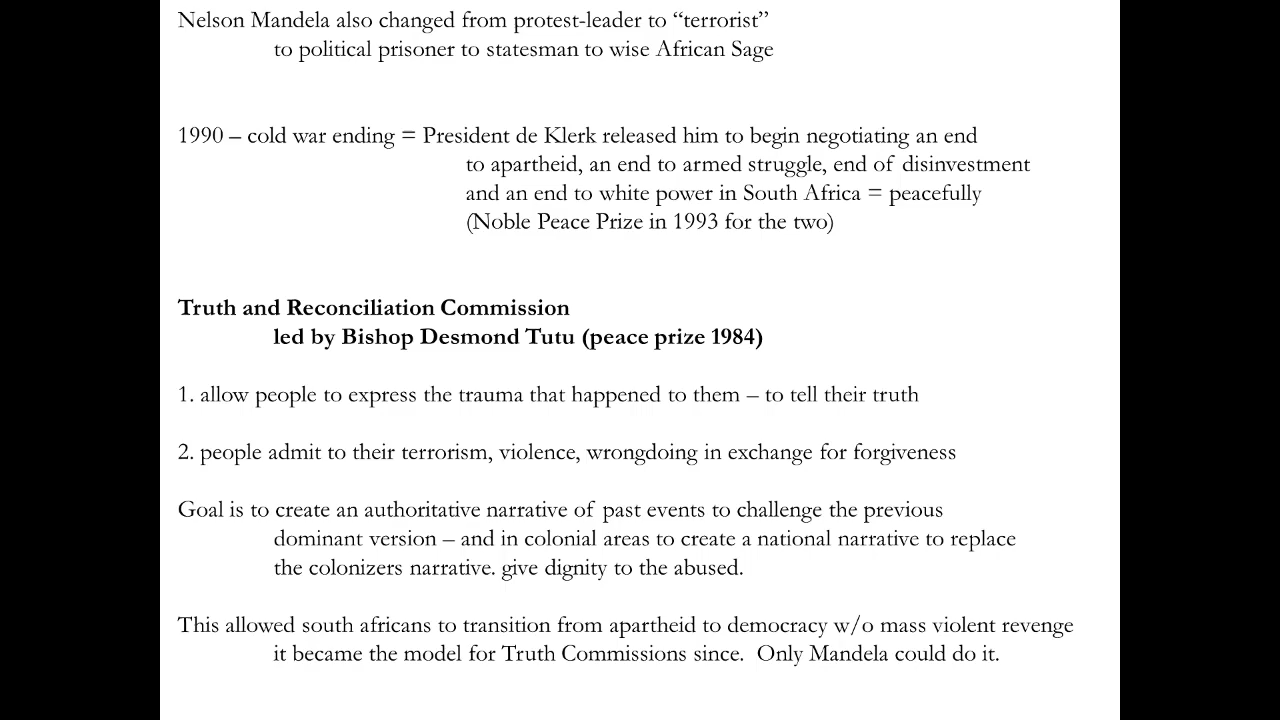 Nelson Mandela also changed from protest-leader to “terrorist”
to political prisoner to statesman to wise African Sage
1990 – cold war ending = President de Klerk released him to begin negotiating an end
to apartheid, an end to armed struggle, end of disinvestment
and an end to white power in South Africa = peacefully
(Noble Peace Prize in 1993 for the two)
Truth and Reconciliation Commission
led by Bishop Desmond Tutu (peace prize 1984)
1. allow people to express the trauma that happened to them – to tell their truth
2. people admit to their terrorism, violence, wrongdoing in exchange for forgiveness
Goal is to create an authoritative narrative of past events to challenge the previous
dominant version – and in colonial areas to create a national narrative to replace
the colonizers narrative. give dignity to the abused.
This allowed south africans to transition from apartheid to democracy w/o mass violent revenge
it became the model for Truth Commissions since.  Only Mandela could do it.